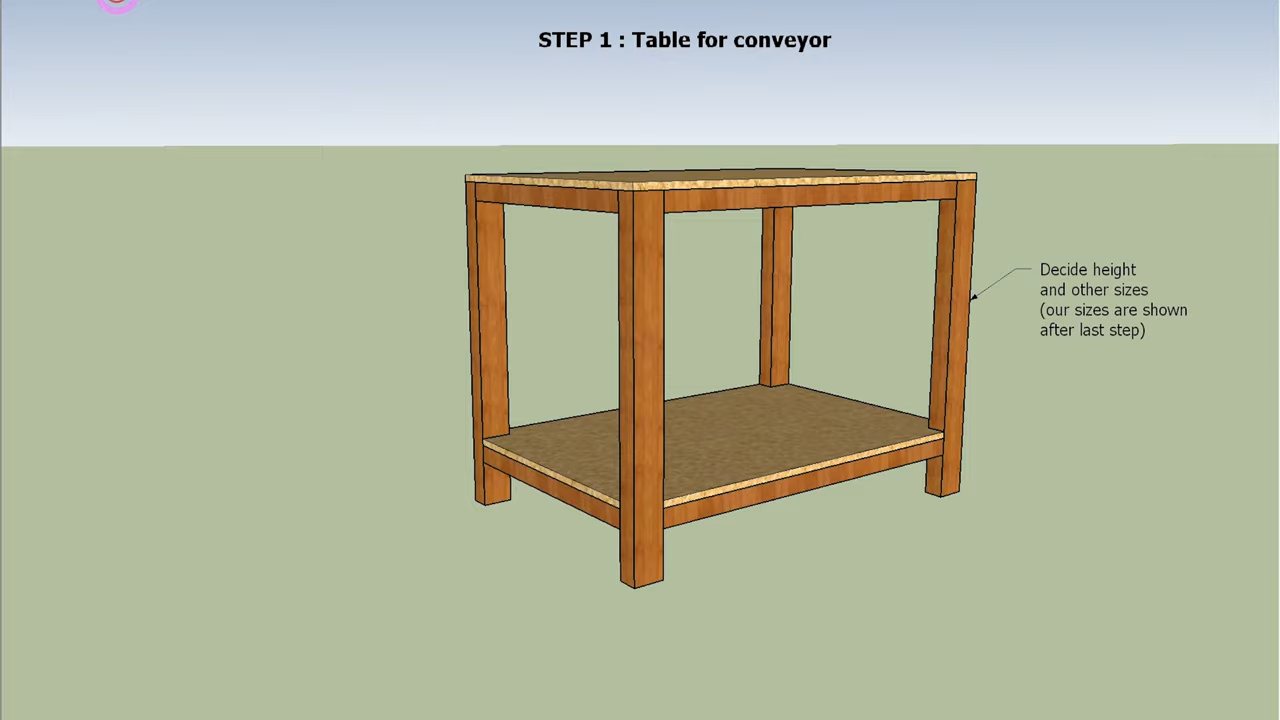 STEP 1 : Table for conveyor
Decide height
and other sizes
(our sizes are shown
after last step)